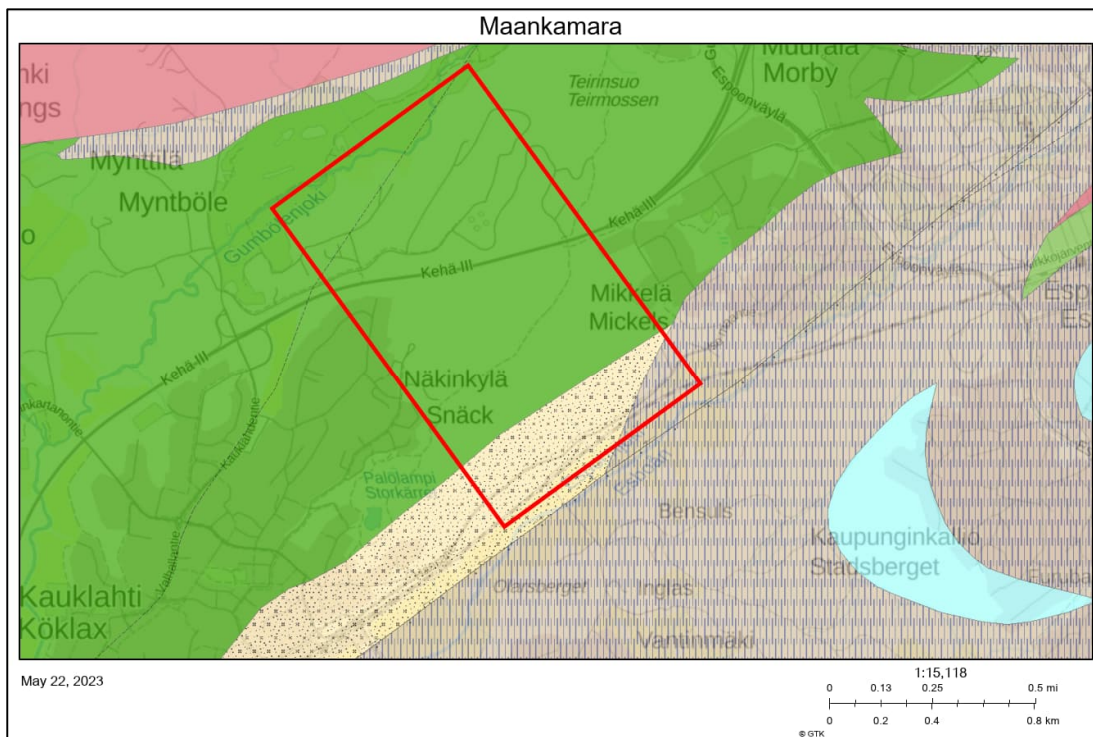 Maankamara
Muurala
Morby
Teirinsuo
Teirmossen
Espoonväylä
Myntböle
Gumbölenjoki
Kehä-III
Kehä-III
Kehä-III
Espoonväylä
Mikkelä
Mickels
Näkinkylä
Snäck
Kauklahdentie
Palolampi
Bensuls
Kaupunginkallio
Stadsberget
Olarsberget
Inglas
Vantinmäki
Kauklahti
Köklax
May 22, 2023
1:15,118
0 0.13 0.25 0.5 mi
0 0.2 0.4 0.8 km
© GTK